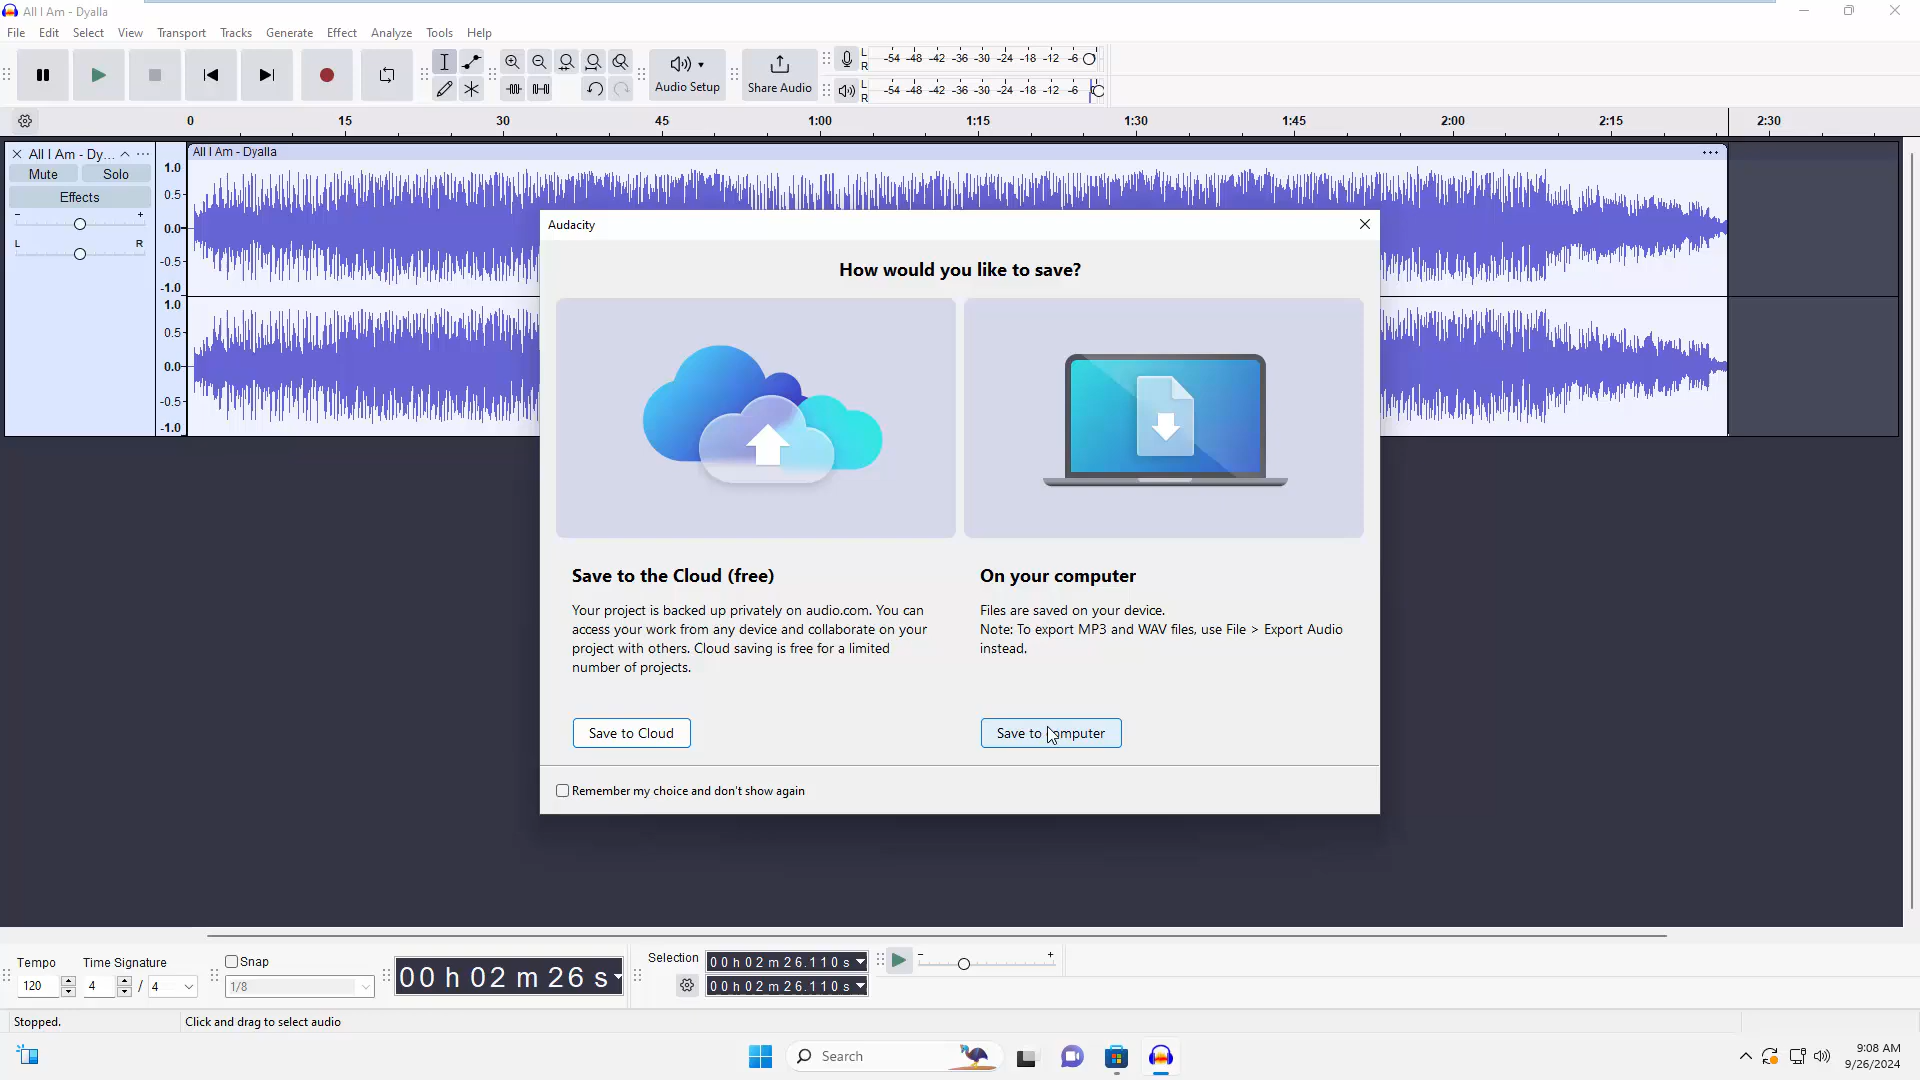 All I Am - Dyalla
File Edit Select View Transport Tracks Generate Effect Analyze Tools Help
Audio Setup
Share Audio
L
R
-54 -48 -42 -36 -30 -24 -18 -12 -6
L
R
-54 -48 -42 -36 -30 -24 -18 -12 -6
0 15 30 45 1:00 1:15 1:30 1:45 2:00 2:15 2:30
All I Am - Dy...
All I Am - Dyalla
Mute Solo
Effects
- +
L R
1.0
0.5
0.0
-0.5
-1.0
1.0
0.5
0.0
-0.5
-1.0
Audacity
How would you like to save?
Save to the Cloud (free)
Your project is backed up privately on audio.com. You can
access your work from any device and collaborate on your
project with others. Cloud saving is free for a limited
number of projects.
Save to Cloud
On your computer
Files are saved on your device.
Note: To export MP3 and WAV files, use File > Export Audio
instead.
Save to Computer
Remember my choice and don't show again
Tempo
120
Time Signature
4 / 4
Snap
1/8
00 h 02 m 26 s
Selection
00 h 02 m 26.110 s
00 h 02 m 26.110 s
- +
Stopped.
Click and drag to select audio
Search
9:08 AM
9/26/2024